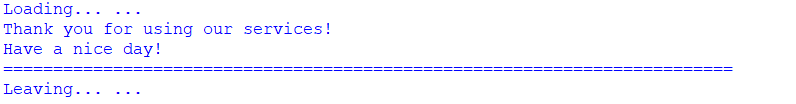 Loading... ...
Thank you for using our services!
Have a nice day!
=========================================================================
Leaving... ...